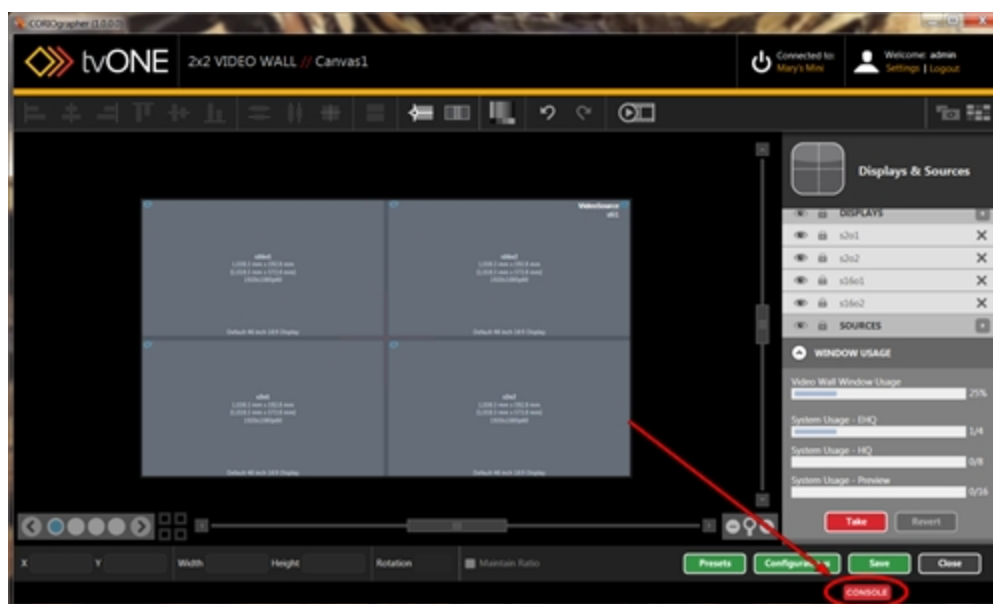 CORIOgrapher (1.0.0.0)
tvONE
2x2 VIDEO WALL // Canvas1
Connected to:
Mary's Mini
Welcome: admin
Settings | Logout
Displays & Sources
DISPLAYS
s2o1
s2o2
s16o1
s16o2
SOURCES
WINDOW USAGE
Video Wall Window Usage
25%
System Usage - EHQ
1/4
System Usage - HQ
0/8
System Usage - Preview
0/16
Take
Revert
VideoSource
Default 46 inch 16:9 Display
Default 46 inch 16:9 Display
Default 46 inch 16:9 Display
Default 46 inch 16:9 Display
X
Y
Width
Height
Rotation
Maintain Ratio
Presets
Configurations
Save
Close
CONSOLE